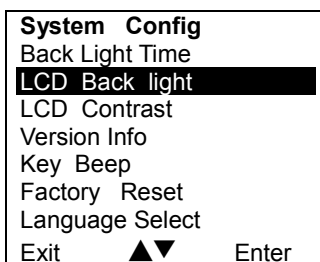 System Config
Back Light Time
LCD Back light
LCD Contrast
Version Info
Key Beep
Factory Reset
Language Select
Exit ▲▼ Enter